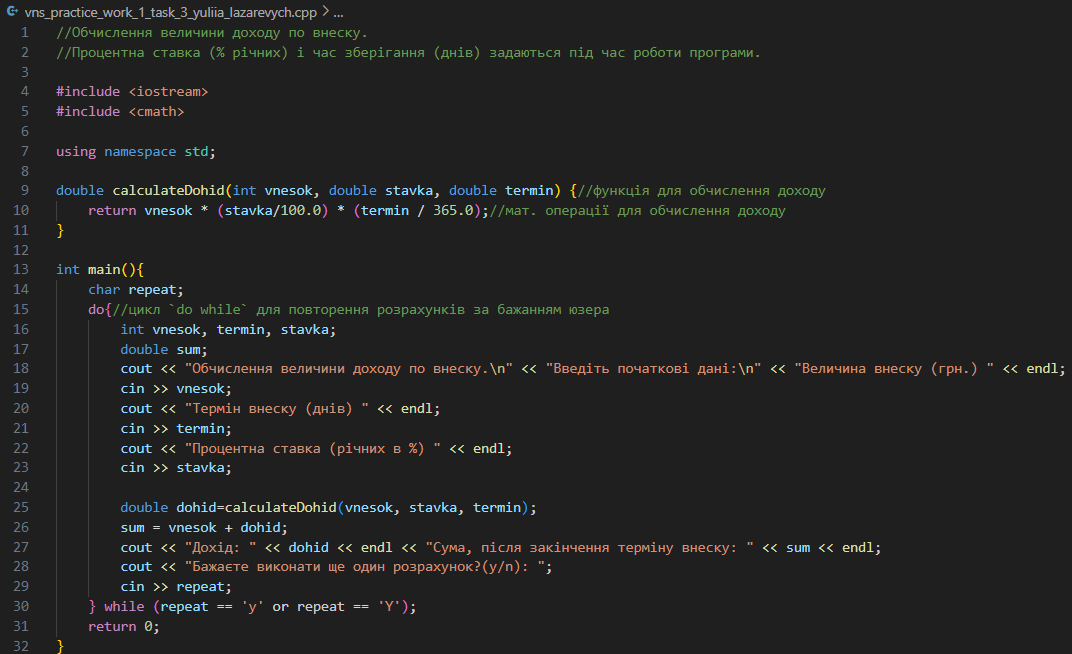 vns_practice_work_1_task_3_yuliia_lazarevych.cpp > ...
1 //Обчислення величини доходу по внеску.
2 //Процентна ставка (% річних) і час зберігання (днів) задаються під час роботи програми.
3
4 #include <iostream>
5 #include <cmath>
6
7 using namespace std;
8
9 double calculateDohid(int vnesok, double stavka, double termin) {//функція для обчислення доходу
10     return vnesok * (stavka/100.0) * (termin / 365.0);//мат. операції для обчислення доходу
11 }
12
13 int main(){
14     char repeat;
15     do{//цикл `do while` для повторення розрахунків за бажанням юзера
16         int vnesok, termin, stavka;
17         double sum;
18         cout << "Обчислення величини доходу по внеску.\n" << "Введіть початкові дані:\n" << "Величина внеску (грн.) " << endl;
19         cin >> vnesok;
20         cout << "Термін внеску (днів) " << endl;
21         cin >> termin;
22         cout << "Процентна ставка (річних в %) " << endl;
23         cin >> stavka;
24
25         double dohid=calculateDohid(vnesok, stavka, termin);
26         sum = vnesok + dohid;
27         cout << "Дохід: " << dohid << endl << "Сума, після закінчення терміну внеску: " << sum << endl;
28         cout << "Бажаєте виконати ще один розрахунок?(y/n): ";
29         cin >> repeat;
30     } while (repeat == 'y' or repeat == 'Y');
31     return 0;
32 }